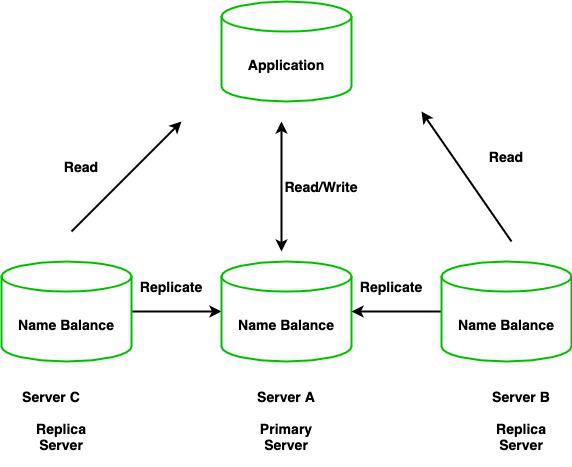 Application
Read
Read/Write
Read
Replicate
Replicate
Name Balance
Name Balance
Name Balance
Server C
Server A
Server B
Replica
Server
Primary
Server
Replica
Server